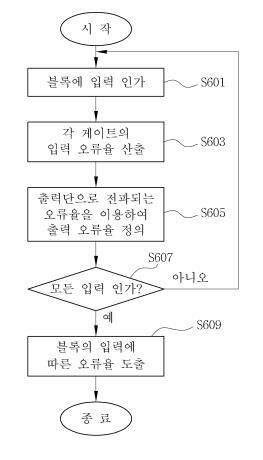 시 작
블록에 입력 인가
S601
각 게이트의
입력 오류율 산출
S603
출력단으로 전파되는
오류율을 이용하여
출력 오류율 정의
S605
S607
모든 입력 인가?
아니오
예
S609
블록의 입력에
따른 오류율 도출
종 료